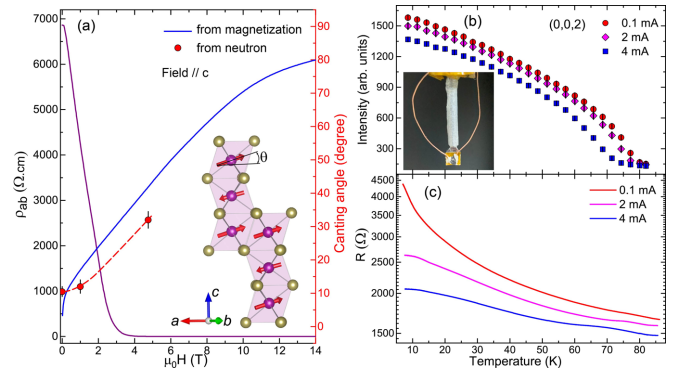 (a)
from magnetization
from neutron
Field // c
ρab (Ω.cm)
7000
6000
5000
4000
3000
2000
1000
0
0 2 4 6 8 10 12 14
μ0H (T)
90
80
70
60
50
40
30
20
10
0
Canting angle (degree)
θ
c
a
b
(b)
(0,0,2)
0.1 mA
2 mA
4 mA
Intensity (arb. units)
1500
1200
900
600
300
(c)
0.1 mA
2 mA
4 mA
R (Ω)
4500
4000
3500
3000
2500
2000
1500
10 20 30 40 50 60 70 80
Temperature (K)